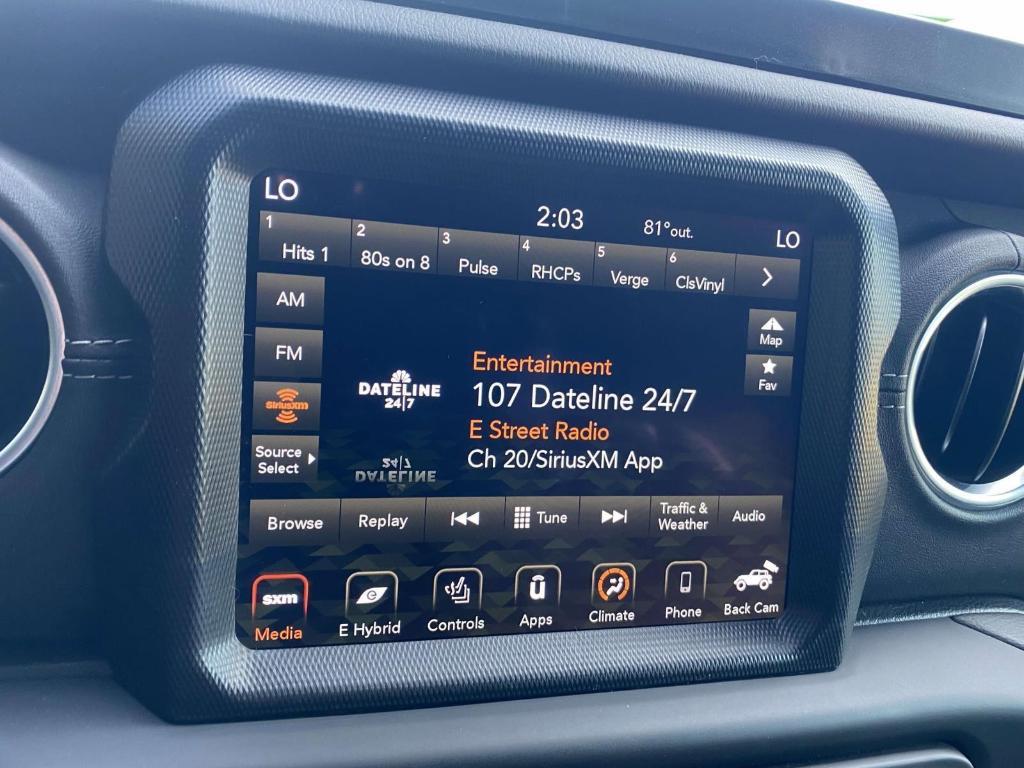 LO
2:03
81°out.
LO
1
Hits 1
2
80s on 8
3
Pulse
4
RHCPs
5
Verge
6
ClsVinyl
AM
FM
SiriusXM
Source
Select
DATELINE
24|7
Entertainment
107 Dateline 24/7
E Street Radio
Ch 20/SiriusXM App
Map
Fav
Browse
Replay
Tune
Traffic &
Weather
Audio
sxm
Media
e
E Hybrid
Controls
û
Apps
Climate
Phone
Back Cam